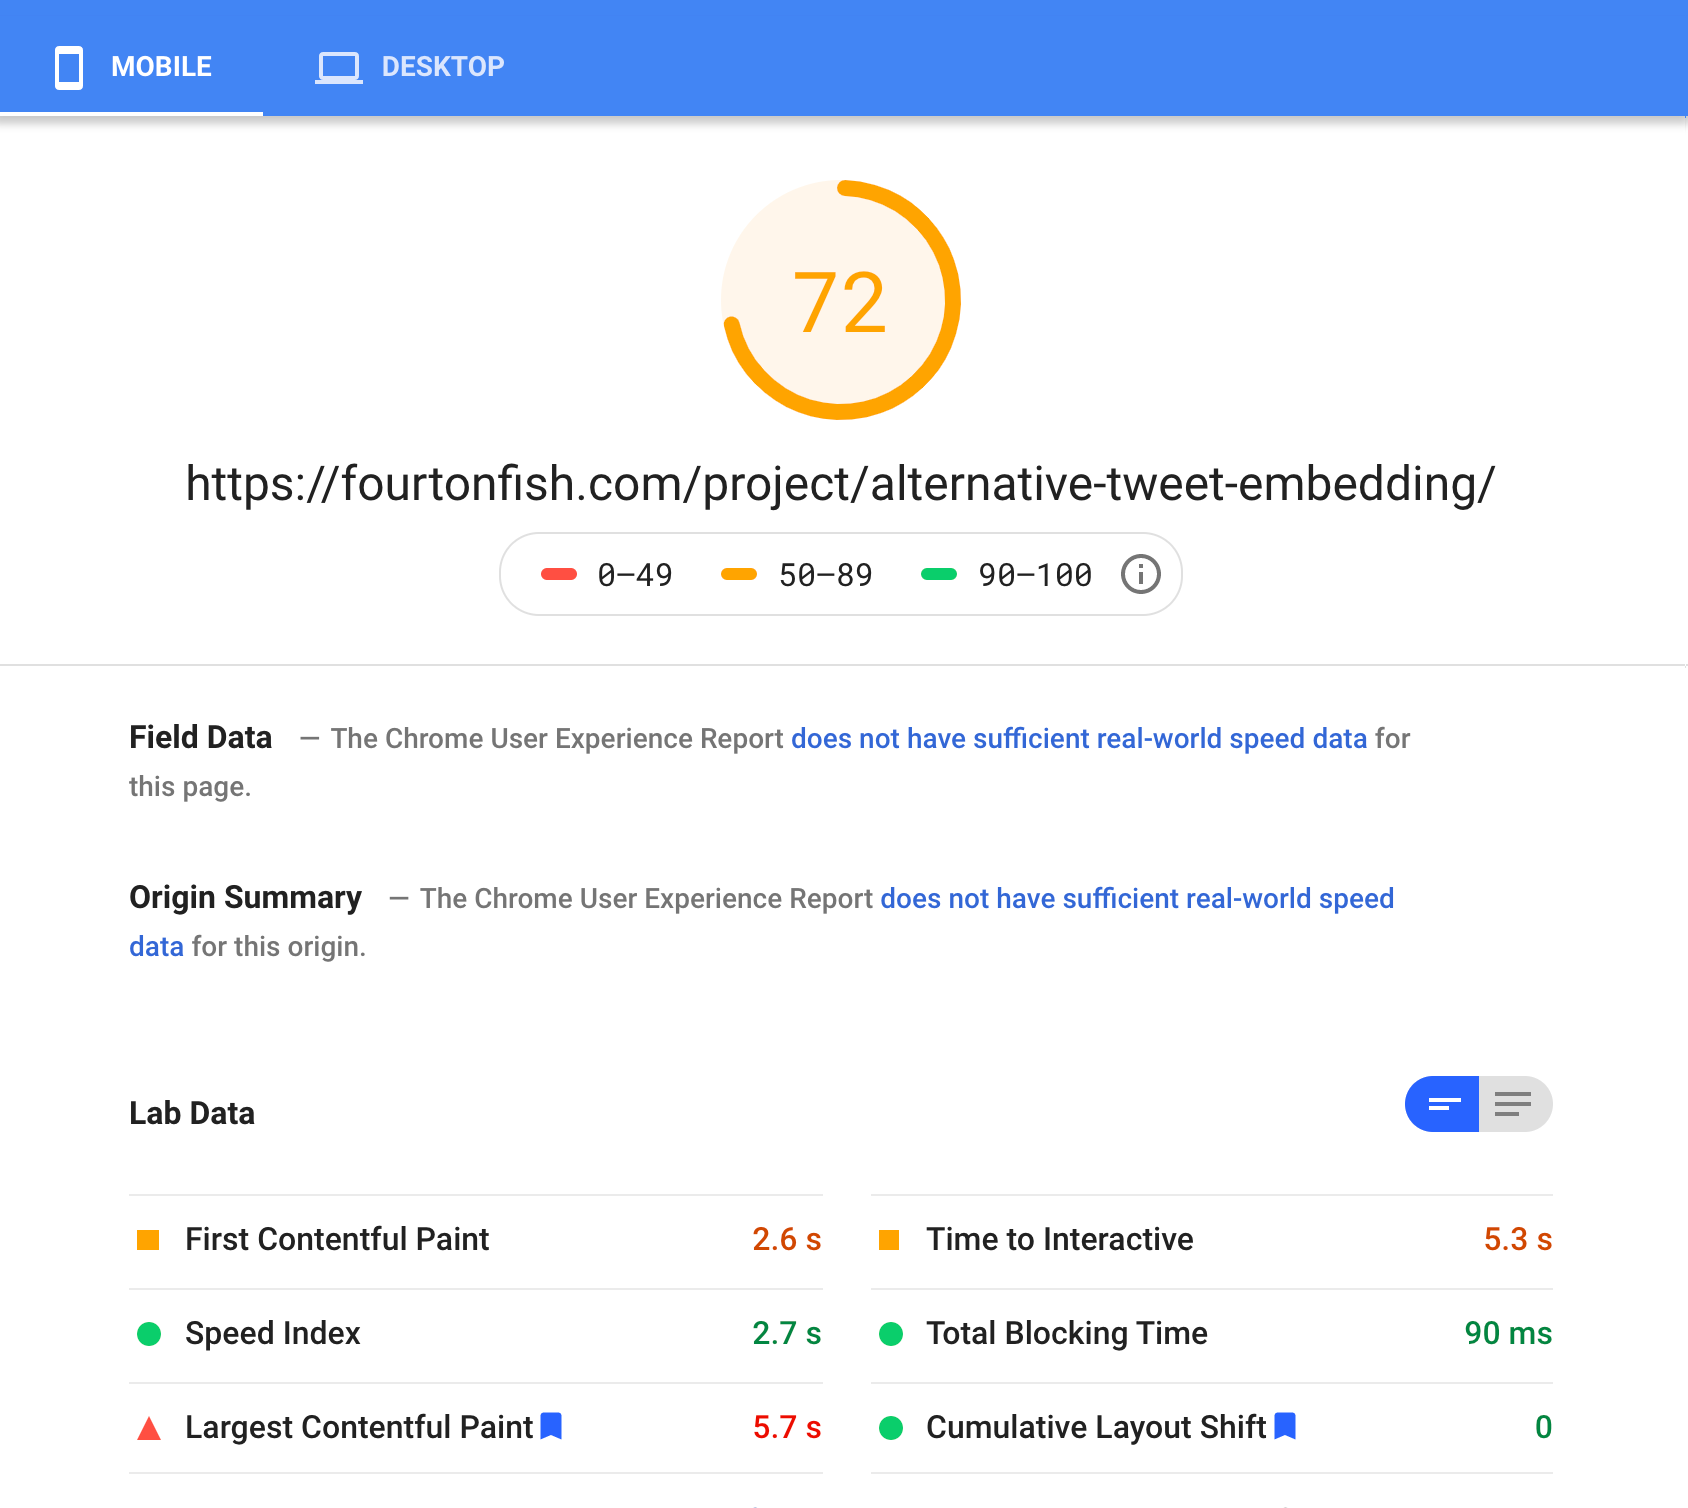 MOBILE DESKTOP
72
https://fourtonfish.com/project/alternative-tweet-embedding/
0–49 50–89 90–100
Field Data — The Chrome User Experience Report does not have sufficient real-world speed data for
this page.
Origin Summary — The Chrome User Experience Report does not have sufficient real-world speed
data for this origin.
Lab Data
First Contentful Paint 2.6 s
Time to Interactive 5.3 s
Speed Index 2.7 s
Total Blocking Time 90 ms
Largest Contentful Paint 5.7 s
Cumulative Layout Shift 0